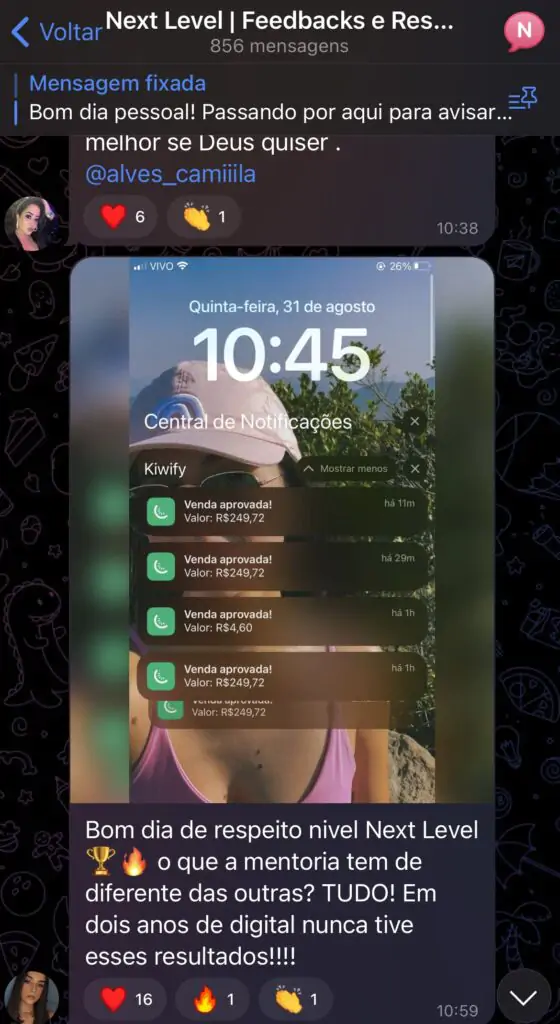 Voltar
Next Level | Feedbacks e Res...
856 mensagens
N
Mensagem fixada
Bom dia pessoal! Passando por aqui para avisar...
melhor se Deus quiser .
@alves_camiiila
6
1
10:38
VIVO
26%
Quinta-feira, 31 de agosto
10:45
Central de Notificações
Kiwify
Mostrar menos
Venda aprovada!
há 11m
Valor: R$249,72
Venda aprovada!
há 29m
Valor: R$249,72
Venda aprovada!
há 1h
Valor: R$4,60
Venda aprovada!
há 1h
Valor: R$249,72
Venda aprovada!
Valor: R$249,72
Bom dia de respeito nivel Next Level
🏆🔥 o que a mentoria tem de
diferente das outras? TUDO! Em
dois anos de digital nunca tive
esses resultados!!!!
16
1
1
10:59